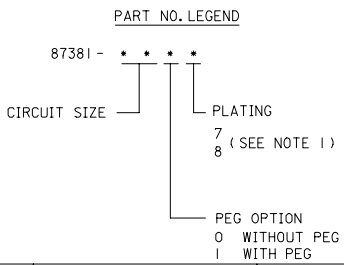 PART NO. LEGEND
87381- * * * *
CIRCUIT SIZE
PLATING
7
8 (SEE NOTE 1)
PEG OPTION
0 WITHOUT PEG
1 WITH PEG